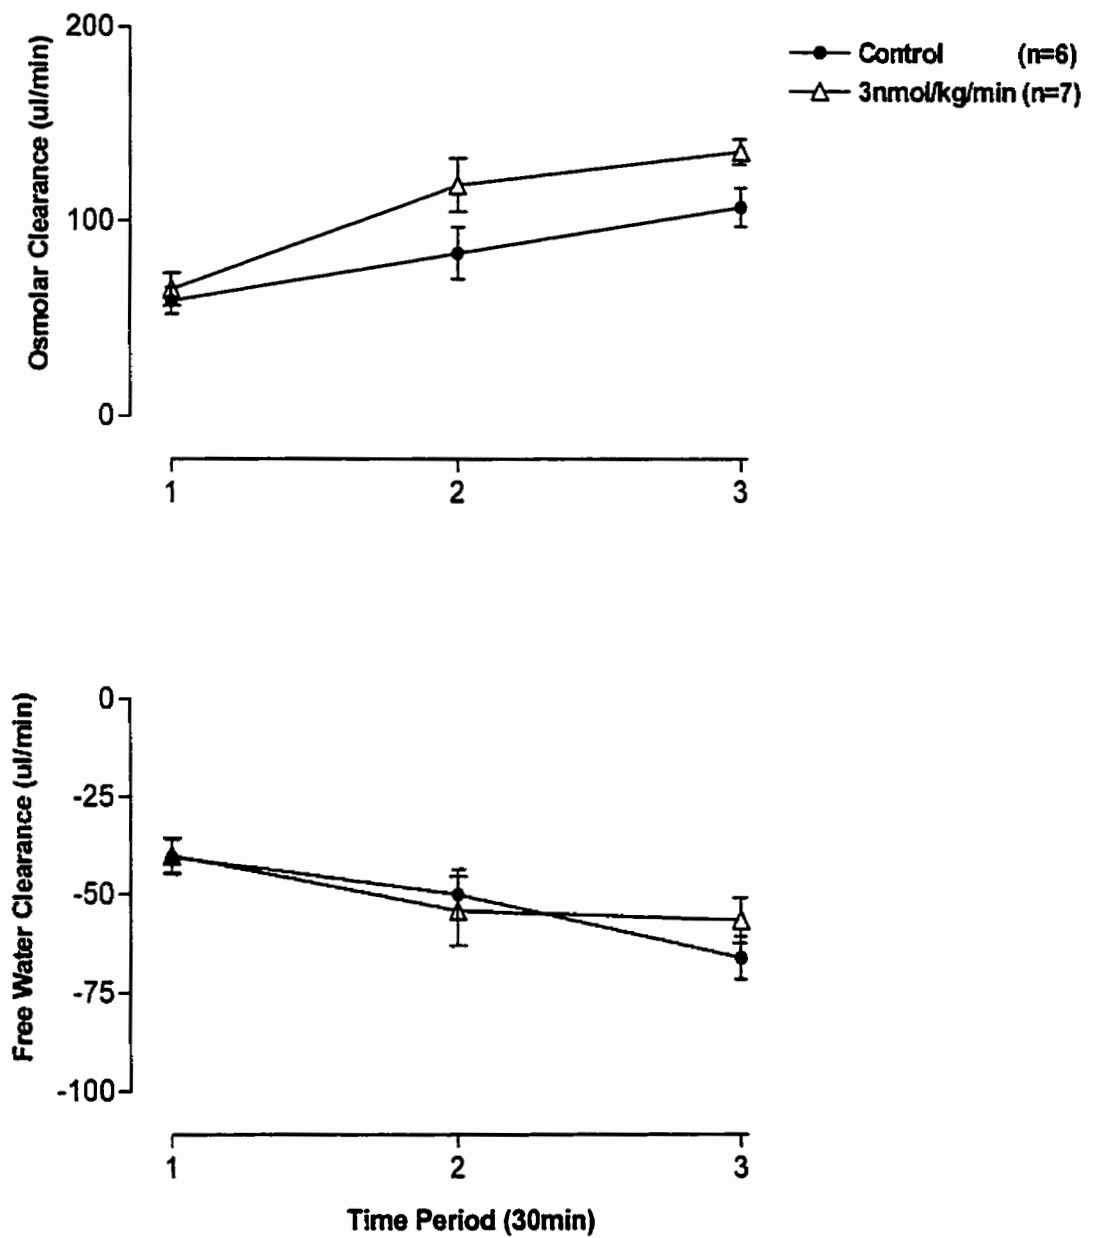 Osmolar Clearance (ul/min)
200
100
0
1 2 3
Control (n=6)
3nmol/kg/min (n=7)
Free Water Clearance (ul/min)
0
-25
-50
-75
-100
1 2 3
Time Period (30min)